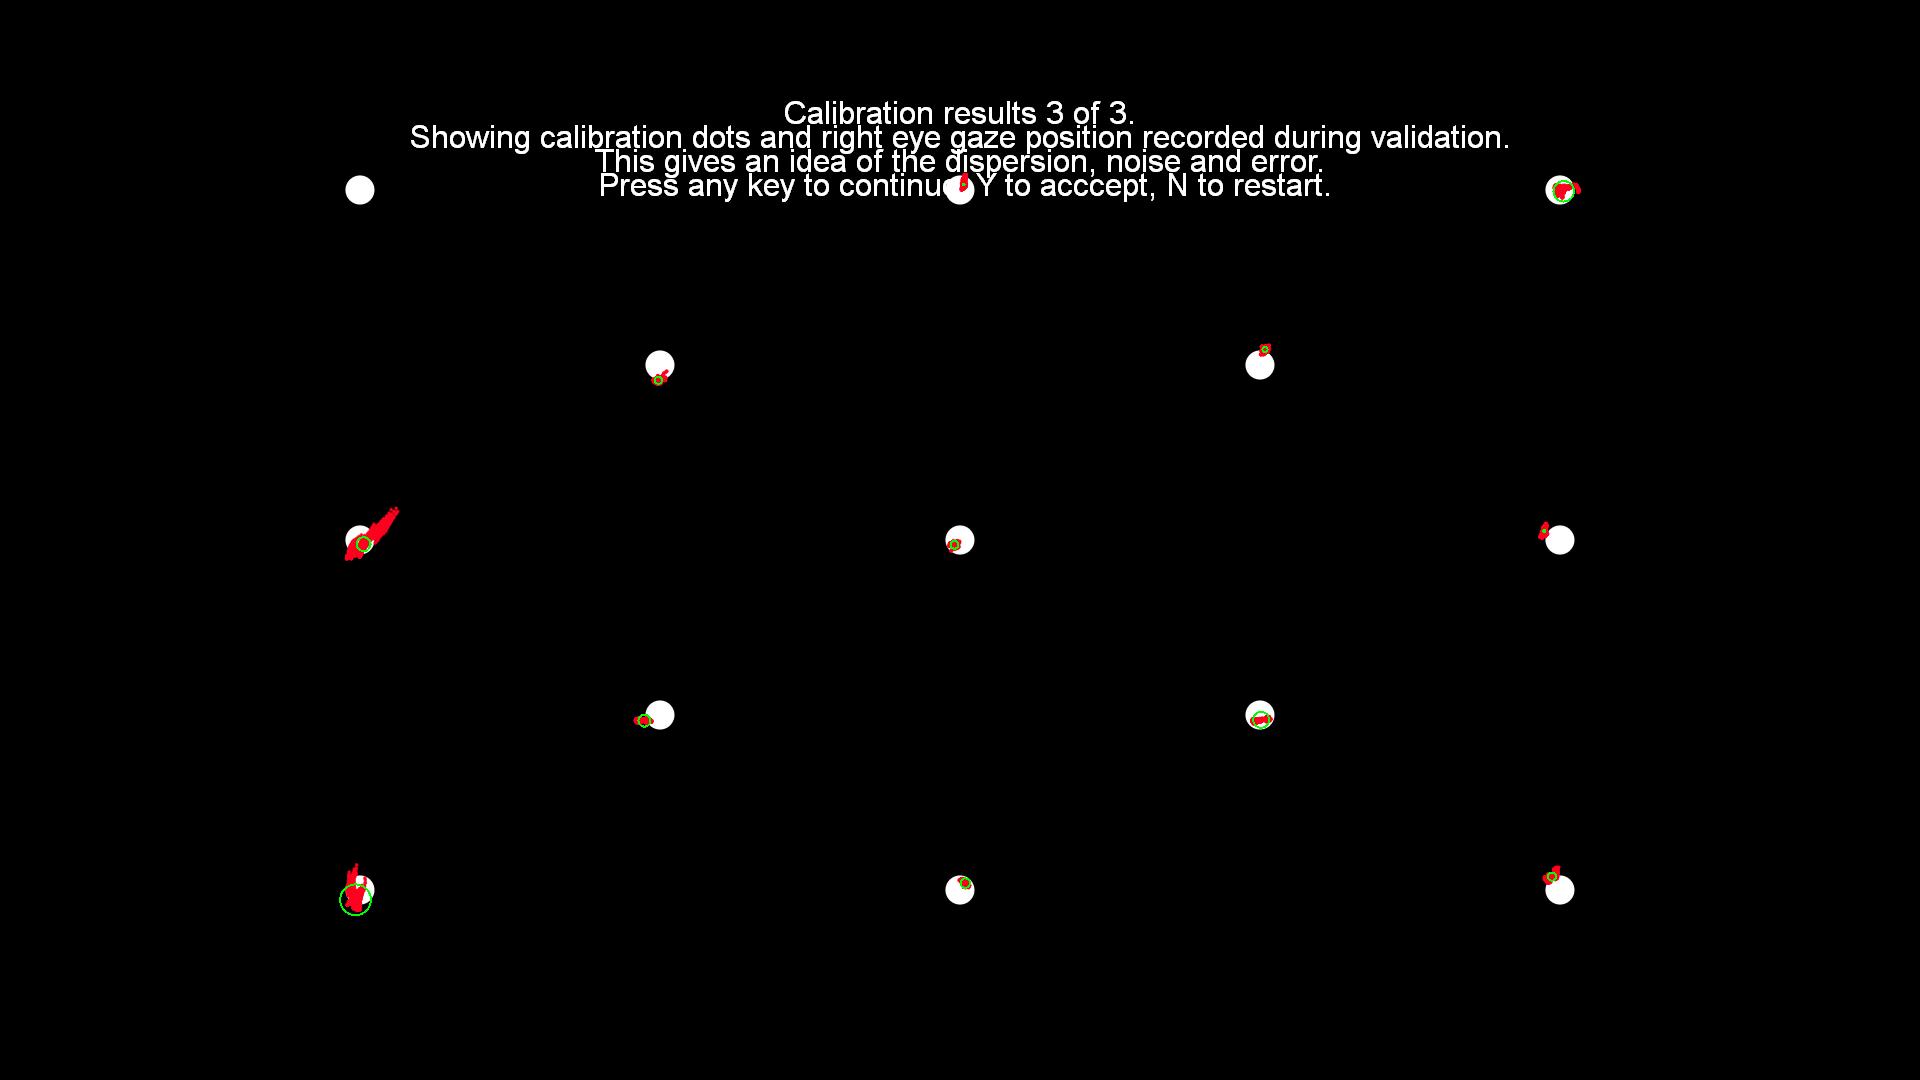 Calibration results 3 of 3.
Showing calibration dots and right eye gaze position recorded during validation.
This gives an idea of the dispersion, noise and error.
Press any key to continue Y to acccept, N to restart.